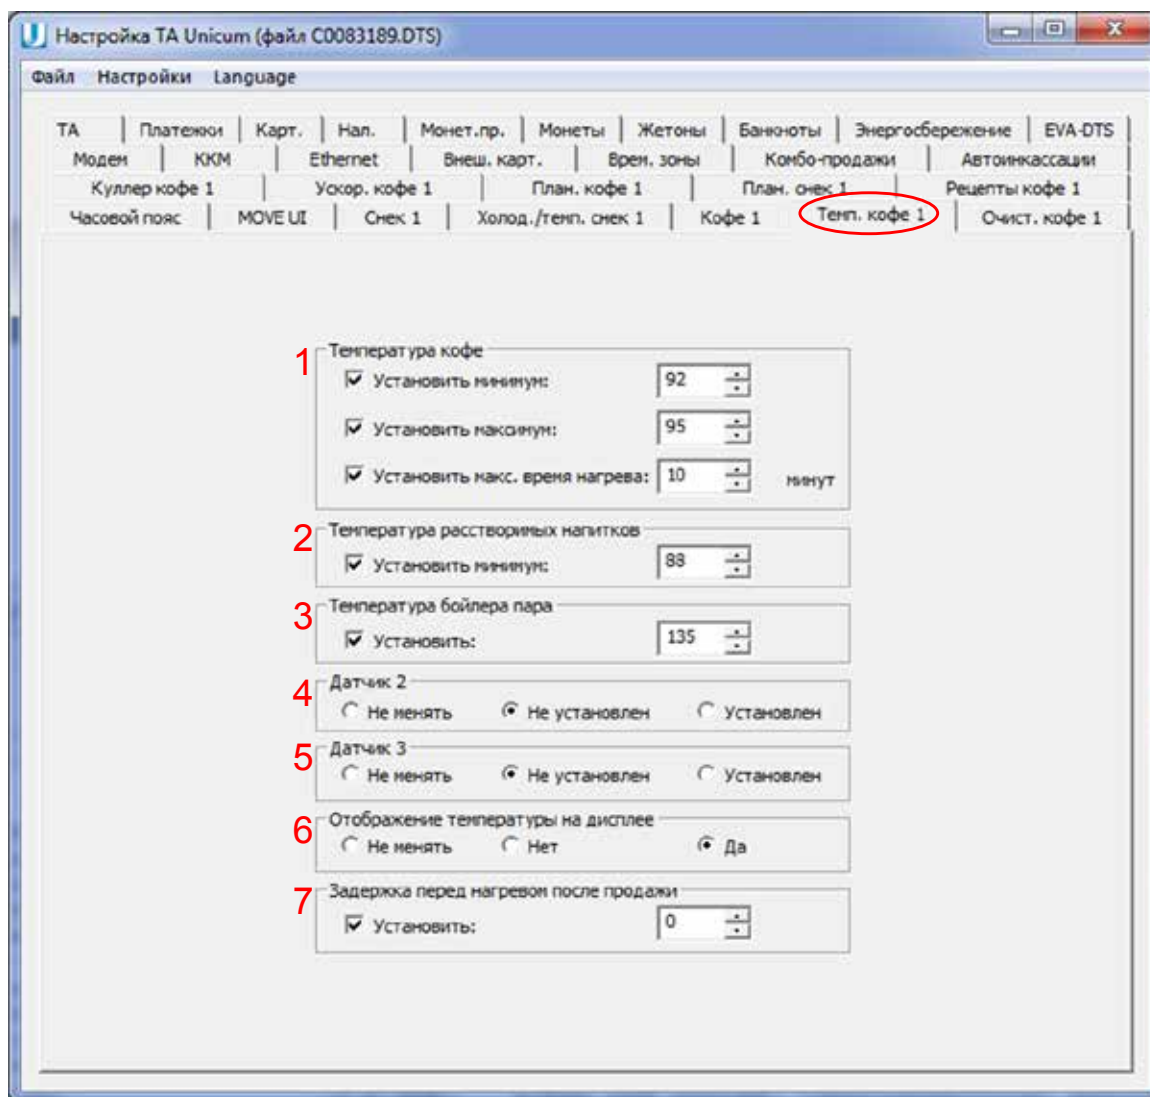 Настройка TA Unicum (файл C0083189.DTS)
Файл Настройки Language
TA Платежки Карт. Нал. Монет.пр. Монеты Жетоны Банкноты Энергосбережение EVA-DTS
Модем ККМ Ethernet Внеш. карт. Врем. зоны Комбо-продажи Автоинкассации
Куллер кофе 1 Ускор. кофе 1 План. кофе 1 План. снек 1 Рецепты кофе 1
Часовой пояс MOVE UI Снек 1 Холод./темп. снек 1 Кофе 1 Темп. кофе 1 Очист. кофе 1
1 Температура кофе
Установить минимум: 92
Установить максимум: 95
Установить макс. время нагрева: 10 минут
2 Температура расстворимых напитков
Установить минимум: 88
3 Температура бойлера пара
Установить: 135
4 Датчик 2
Не менять Не установлен Установлен
5 Датчик 3
Не менять Не установлен Установлен
6 Отображение температуры на дисплее
Не менять Нет Да
7 Задержка перед нагревом после продажи
Установить: 0